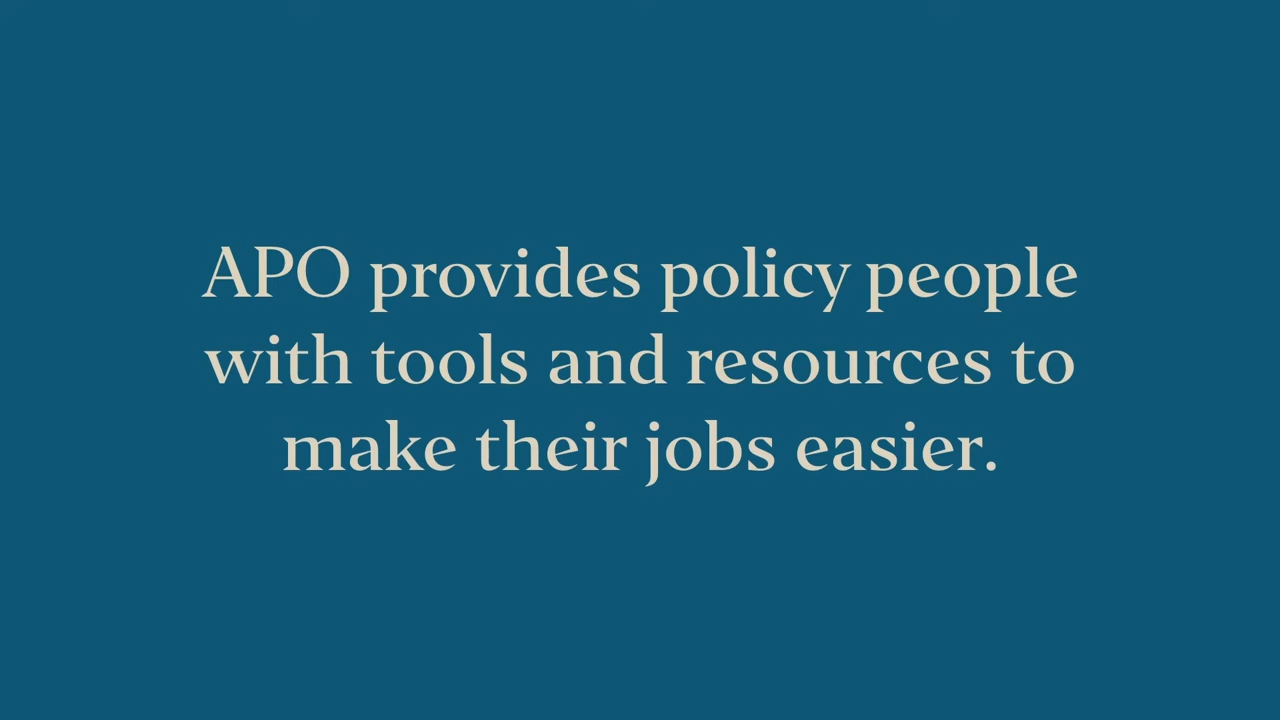 APO provides policy people
with tools and resources to
make their jobs easier.